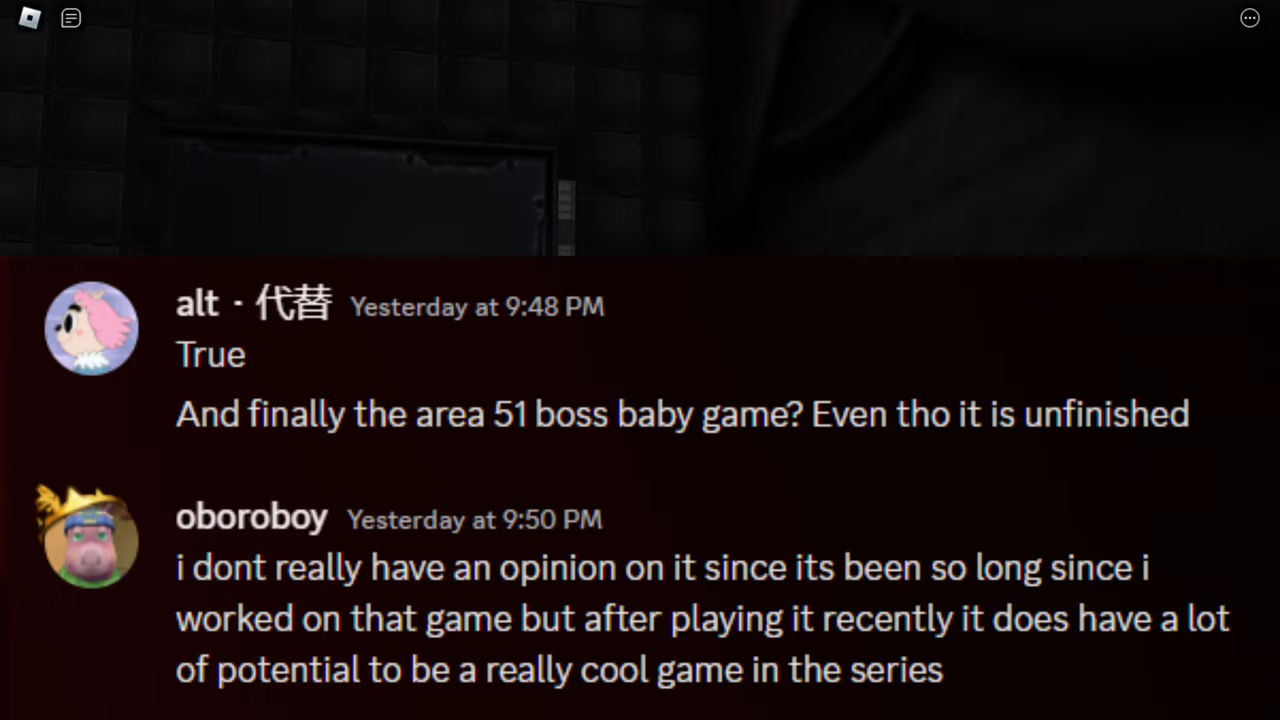 alt · 代替 Yesterday at 9:48 PM
True
And finally the area 51 boss baby game? Even tho it is unfinished
oboroboy Yesterday at 9:50 PM
i dont really have an opinion on it since its been so long since i
worked on that game but after playing it recently it does have a lot
of potential to be a really cool game in the series